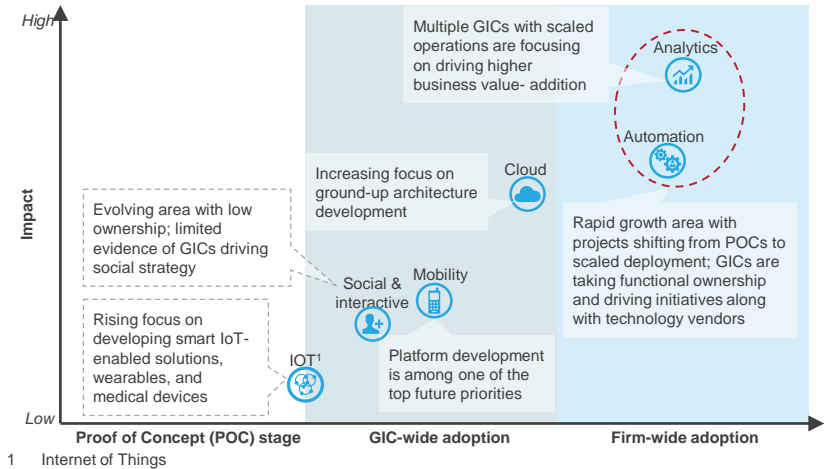 High
Impact
Low
Multiple GICs with scaled
operations are focusing
on driving higher
business value- addition
Analytics
Automation
Rapid growth area with
projects shifting from POCs to
scaled deployment; GICs are
taking functional ownership
and driving initiatives along
with technology vendors
Increasing focus on
ground-up architecture
development
Cloud
Evolving area with low
ownership; limited
evidence of GICs driving
social strategy
Social &
interactive
Mobility
Platform development
is among one of the
top future priorities
Rising focus on
developing smart IoT-
enabled solutions,
wearables, and
medical devices
IOT¹
Proof of Concept (POC) stage
GIC-wide adoption
Firm-wide adoption
1 Internet of Things